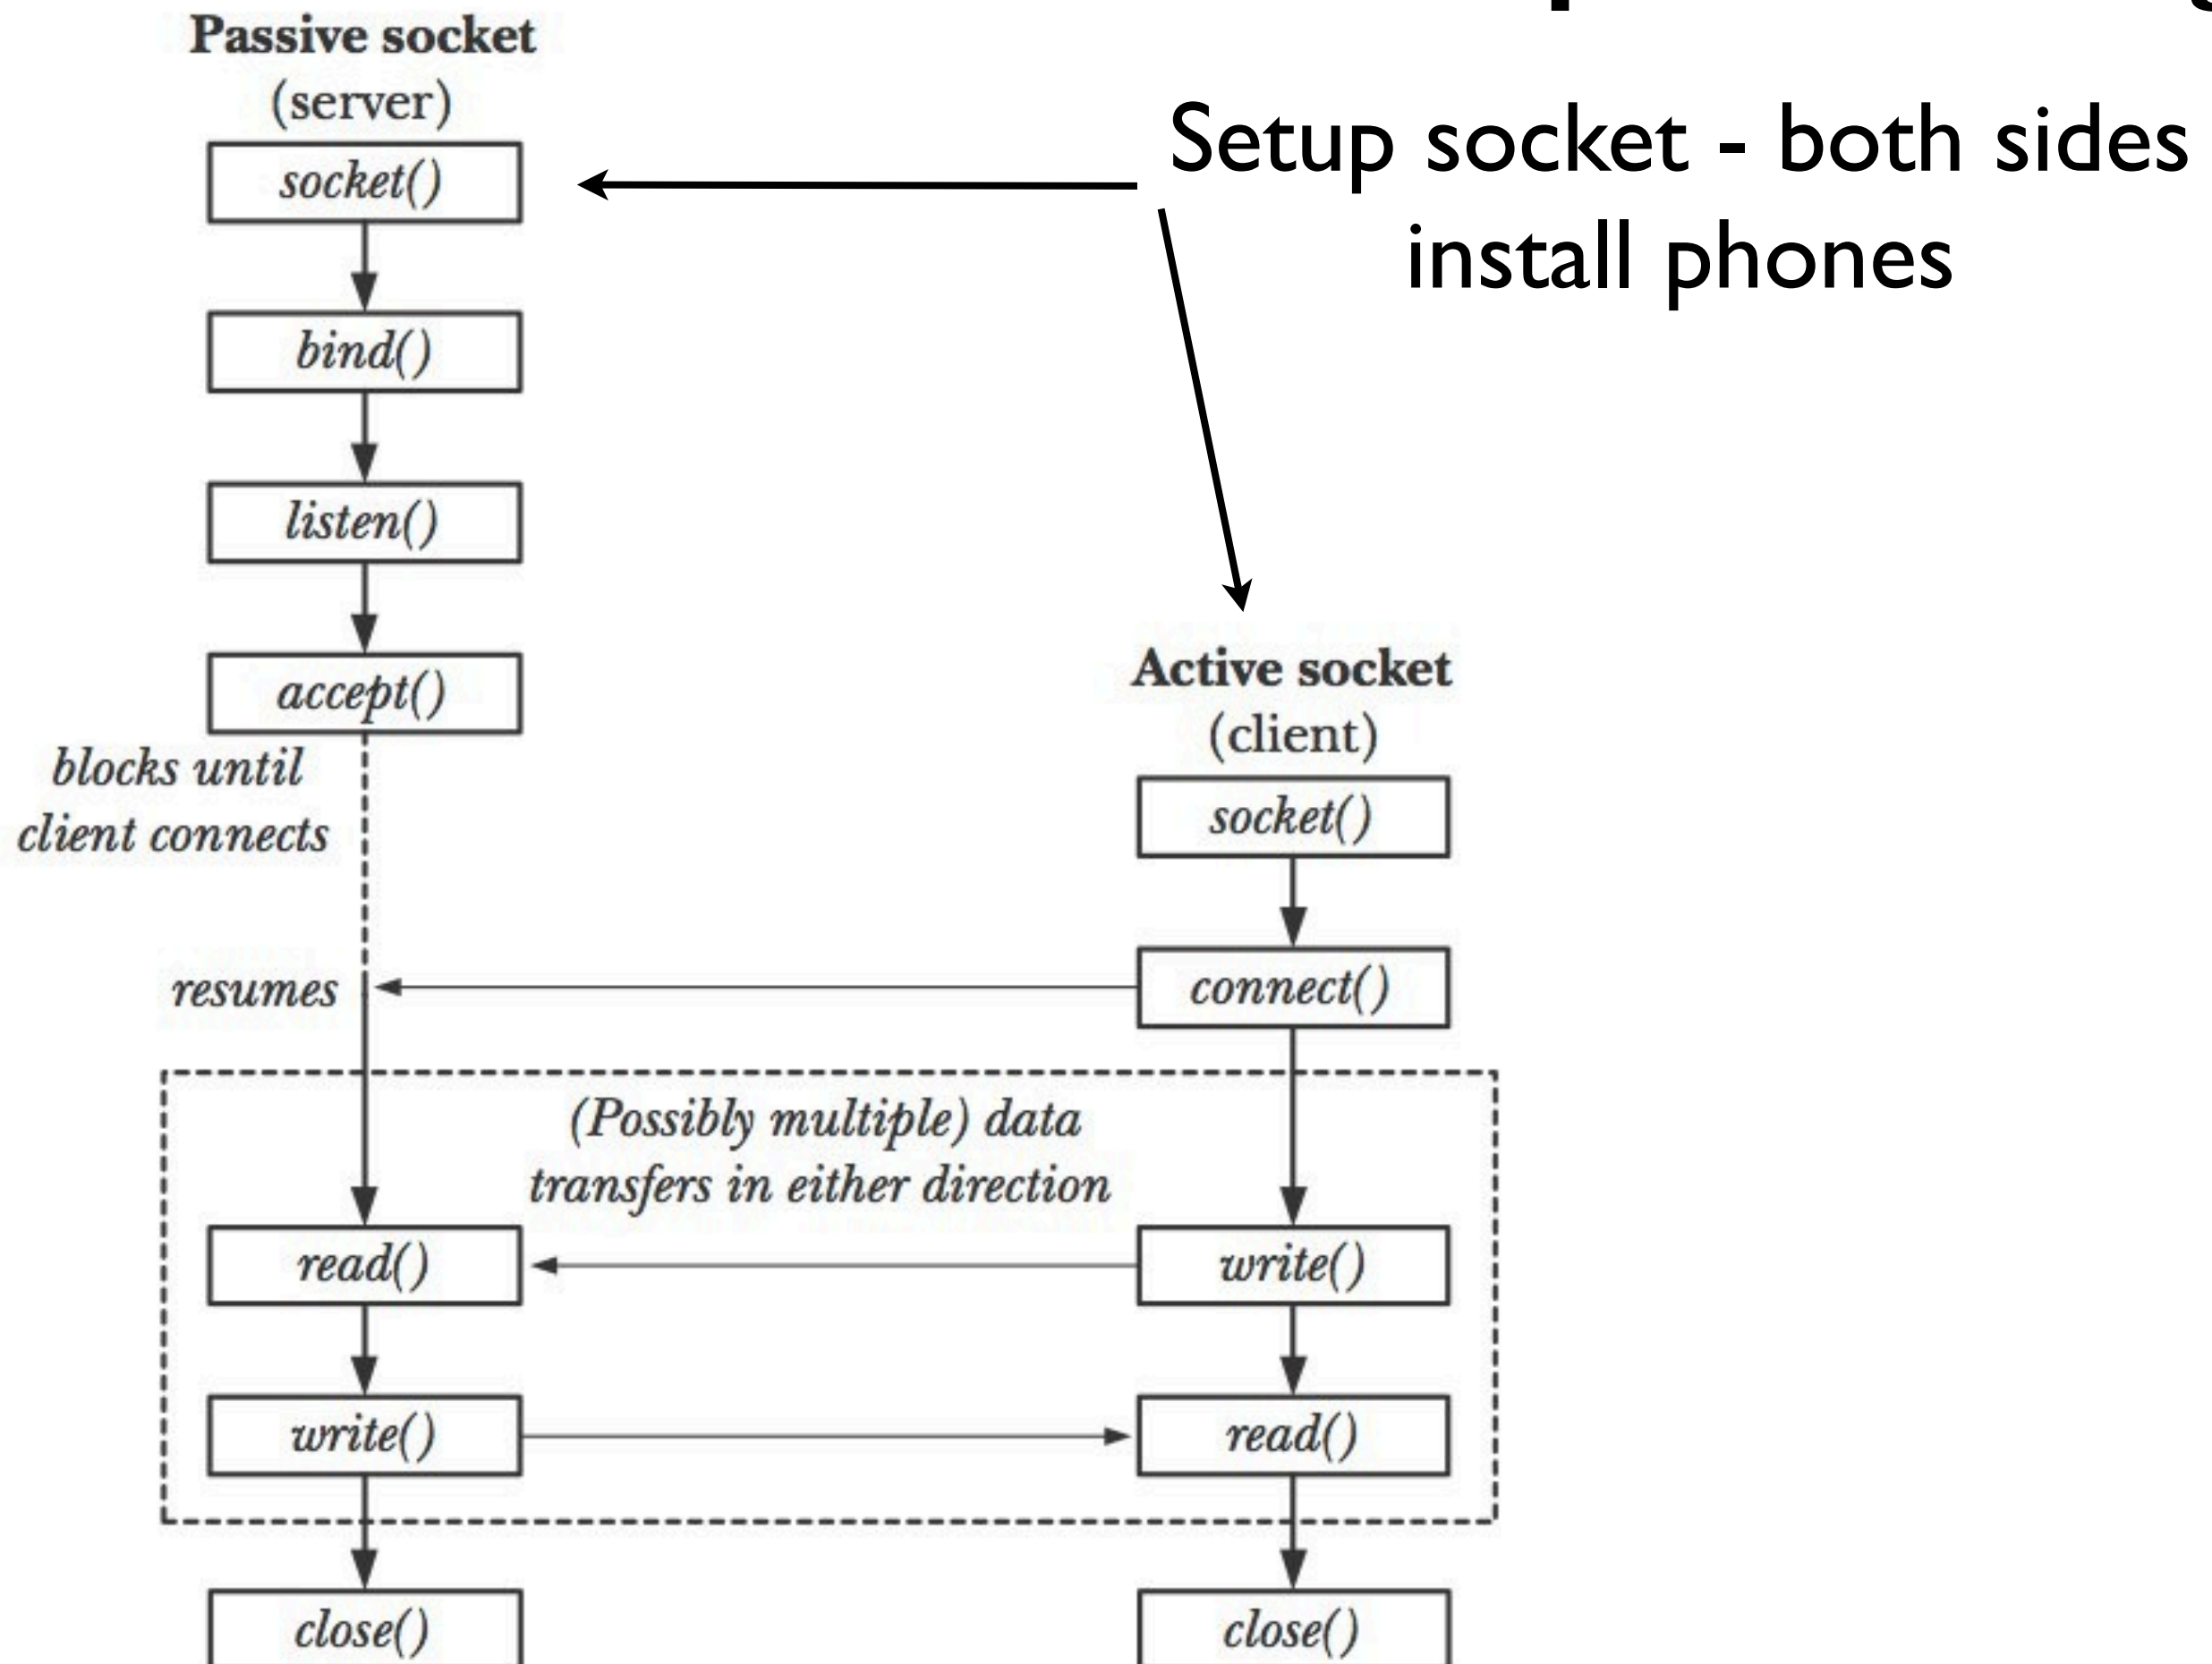 Passive socket
(server)
Setup socket - both sides
install phones
socket()
bind()
listen()
accept()
blocks until
client connects
Active socket
(client)
socket()
connect()
resumes
(Possibly multiple) data
transfers in either direction
read()
write()
write()
read()
close()
close()